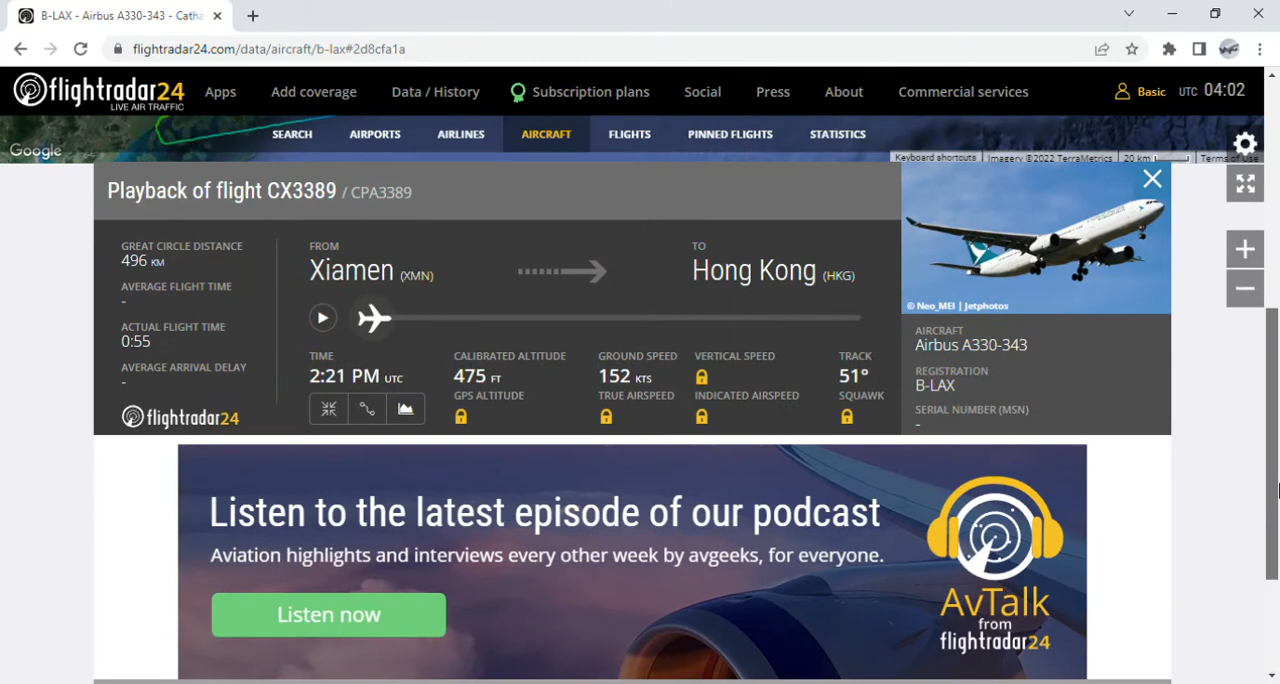 B-LAX - Airbus A330-343 - Catha
flightradar24.com/data/aircraft/b-lax#2d8cfa1a
flightradar24
LIVE AIR TRAFFIC
Apps
Add coverage
Data / History
Subscription plans
Social
Press
About
Commercial services
Basic
UTC 04:02
Google
SEARCH
AIRPORTS
AIRLINES
AIRCRAFT
FLIGHTS
PINNED FLIGHTS
STATISTICS
Keyboard shortcuts
Imagery ©2022 TerraMetrics
20 km
Terms of Use
Playback of flight CX3389 / CPA3389
GREAT CIRCLE DISTANCE
496 KM
AVERAGE FLIGHT TIME
-
ACTUAL FLIGHT TIME
0:55
AVERAGE ARRIVAL DELAY
-
flightradar24
FROM
Xiamen (XMN)
TO
Hong Kong (HKG)
TIME
2:21 PM UTC
CALIBRATED ALTITUDE
475 FT
GPS ALTITUDE
GROUND SPEED
152 KTS
TRUE AIRSPEED
VERTICAL SPEED
INDICATED AIRSPEED
TRACK
51°
SQUAWK
© Neo_MEI | Jetphotos
AIRCRAFT
Airbus A330-343
REGISTRATION
B-LAX
SERIAL NUMBER (MSN)
-
Listen to the latest episode of our podcast
Aviation highlights and interviews every other week by avgeeks, for everyone.
Listen now
AvTalk
from
flightradar24